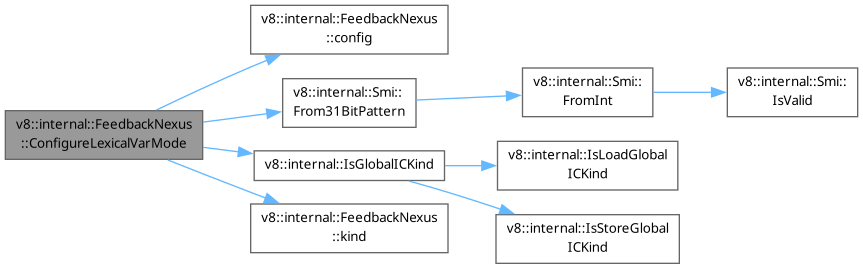 v8::internal::FeedbackNexus
::ConfigureLexicalVarMode
v8::internal::FeedbackNexus
::config
v8::internal::Smi::
From31BitPattern
v8::internal::Smi::
FromInt
v8::internal::Smi::
IsValid
v8::internal::IsGlobalICKind
v8::internal::IsLoadGlobal
ICKind
v8::internal::IsStoreGlobal
ICKind
v8::internal::FeedbackNexus
::kind